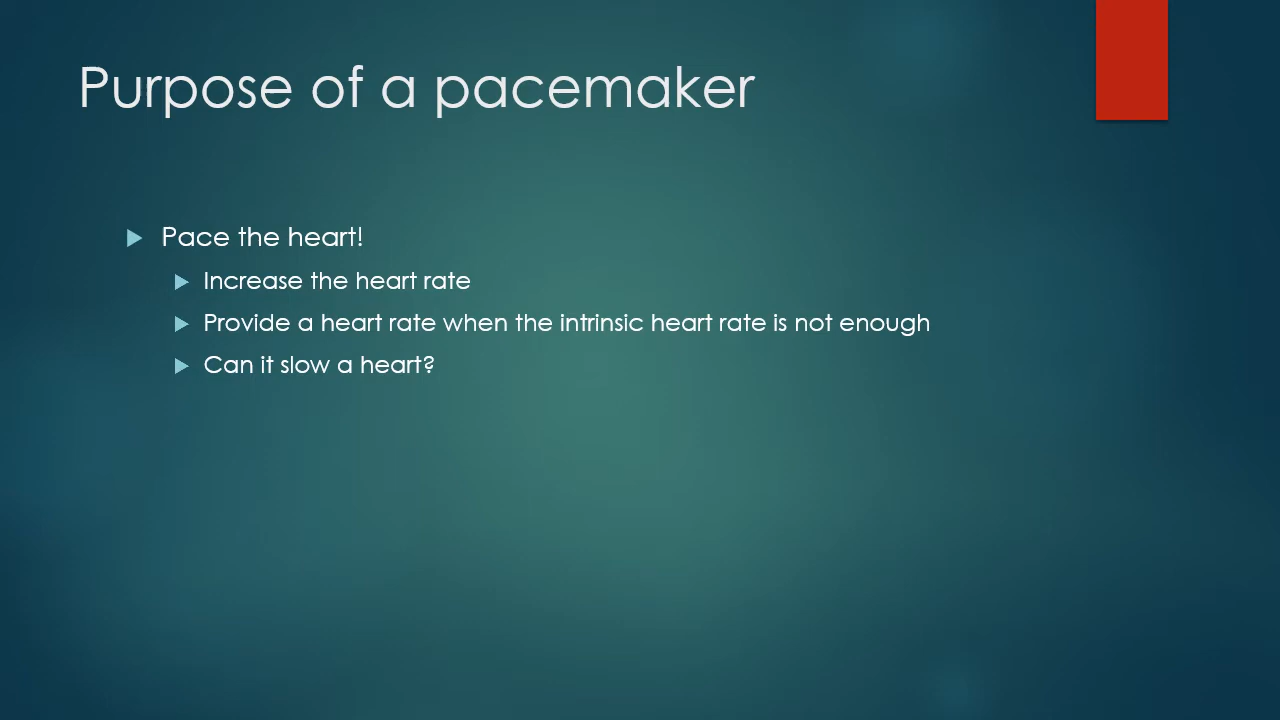 Purpose of a pacemaker
Pace the heart!
Increase the heart rate
Provide a heart rate when the intrinsic heart rate is not enough
Can it slow a heart?